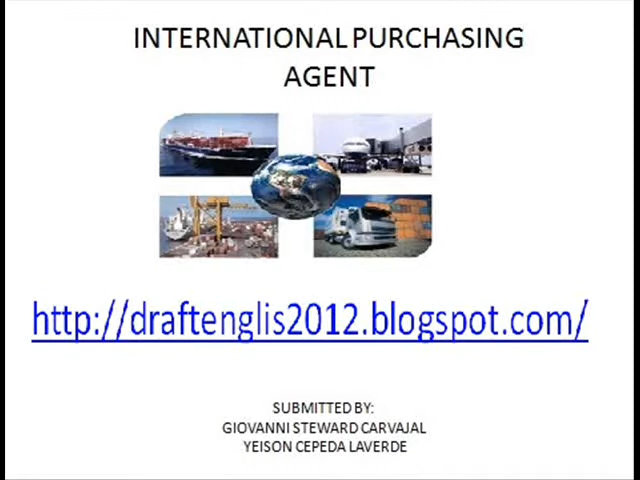 INTERNATIONAL PURCHASING
AGENT
http://draftenglis2012.blogspot.com/
SUBMITTED BY:
GIOVANNI STEWARD CARVAJAL
YEISON CEPEDA LAVERDE